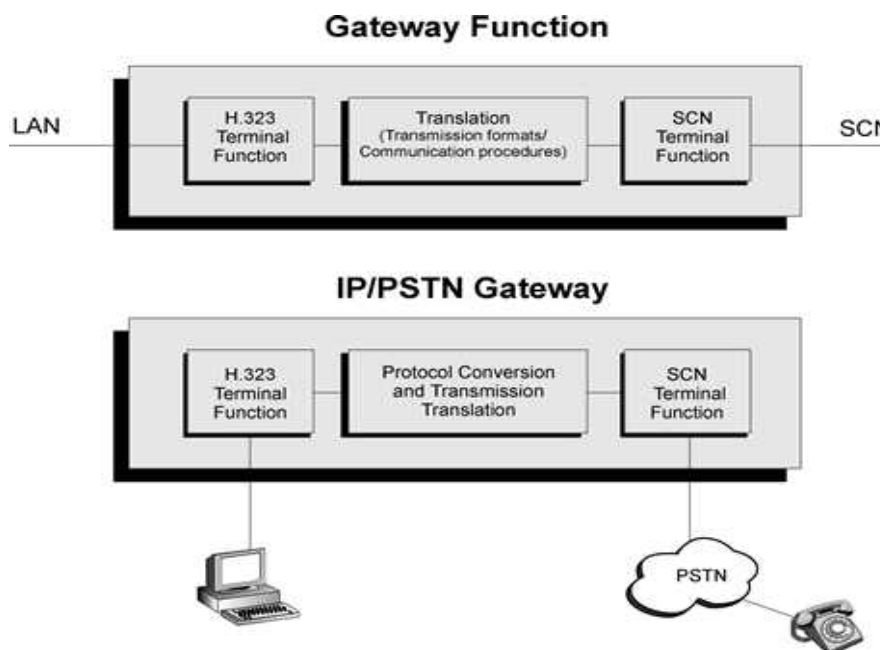 Gateway Function
LAN
H.323
Terminal
Function
Translation
(Transmission formats/
Communication procedures)
SCN
Terminal
Function
SCN
IP/PSTN Gateway
H.323
Terminal
Function
Protocol Conversion
and Transmission
Translation
SCN
Terminal
Function
PSTN